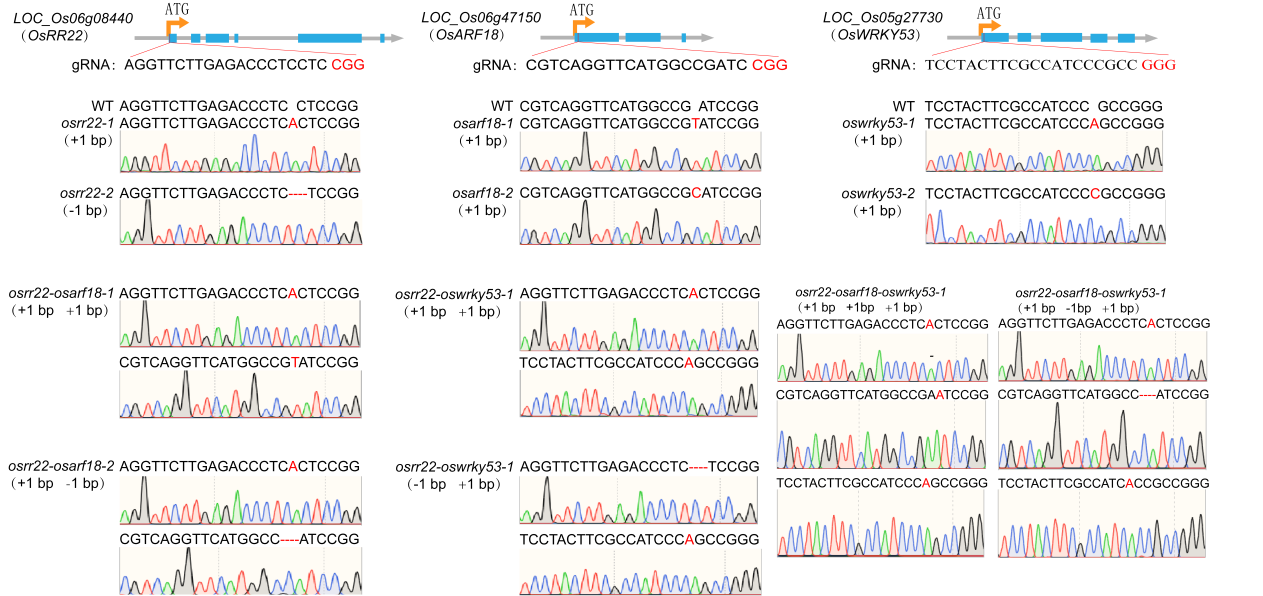 LOC_Os06g08440
（OsRR22）
ATG
gRNA: AGGTTCTTGAGACCCTCCTC CGG
WT AGGTTCTTGAGACCCTC CTCCGG
osrr22-1 AGGTTCTTGAGACCCTCACTCCGG
(+1 bp)
osrr22-2 AGGTTCTTGAGACCCTC----TCCGG
(-1 bp)
LOC_Os06g47150
(OsARF18)
ATG
gRNA: CGTCAGGTTCATGGCCGATC CGG
WT CGTCAGGTTCATGGCCG ATCCGG
osarf18-1 CGTCAGGTTCATGGCCGTATCCGG
(+1 bp)
osarf18-2 CGTCAGGTTCATGGCCGCATCCGG
(+1 bp)
LOC_Os05g27730
(OsWRKY53)
ATG
gRNA: TCCTACTTCGCCATCCCGCC GGG
WT TCCTACTTCGCCATCCC GCCGGG
oswrky53-1 TCCTACTTCGCCATCCCAGCCGGG
(+1 bp)
oswrky53-2 TCCTACTTCGCCATCCCCGCCGGG
(+1 bp)
osrr22-osarf18-1 AGGTTCTTGAGACCCTCACTCCGG
(+1 bp +1 bp)
CGTCAGGTTCATGGCCGTATCCGG
osrr22-osarf18-2 AGGTTCTTGAGACCCTCACTCCGG
(+1 bp -1 bp)
CGTCAGGTTCATGGCC----ATCCGG
osrr22-oswrky53-1 AGGTTCTTGAGACCCTCACTCCGG
(+1 bp +1 bp)
TCCTACTTCGCCATCCCAGCCGGG
osrr22-oswrky53-1 AGGTTCTTGAGACCCTC----TCCGG
(-1 bp +1 bp)
TCCTACTTCGCCATCCCAGCCGGG
osrr22-osarf18-oswrky53-1
(+1 bp +1bp +1 bp)
AGGTTCTTGAGACCCTCACTCCGG
CGTCAGGTTCATGGCCGAATCCGG
TCCTACTTCGCCATCCCAGCCGGG
osrr22-osarf18-oswrky53-1
(+1 bp -1bp +1 bp)
AGGTTCTTGAGACCCTCACTCCGG
CGTCAGGTTCATGGCC----ATCCGG
TCCTACTTCGCCATCACCGCCGGG